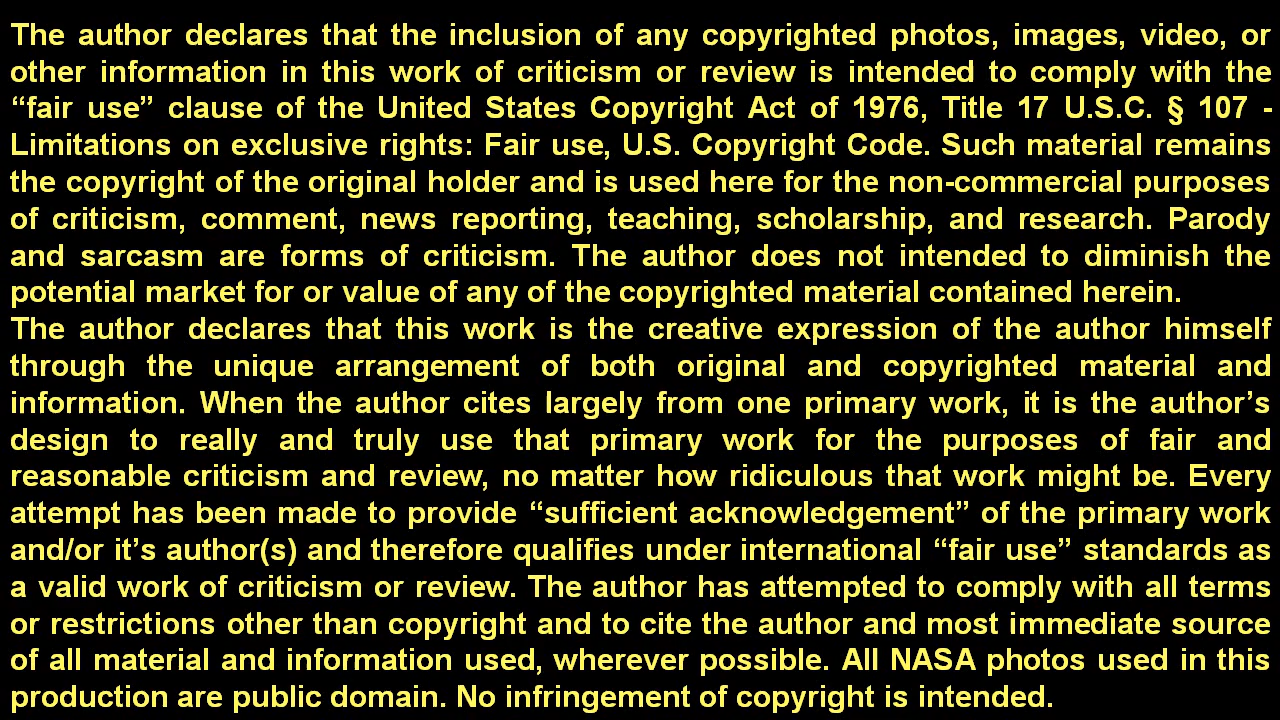 The author declares that the inclusion of any copyrighted photos, images, video, or
other information in this work of criticism or review is intended to comply with the
“fair use” clause of the United States Copyright Act of 1976, Title 17 U.S.C. § 107 -
Limitations on exclusive rights: Fair use, U.S. Copyright Code. Such material remains
the copyright of the original holder and is used here for the non-commercial purposes
of criticism, comment, news reporting, teaching, scholarship, and research. Parody
and sarcasm are forms of criticism. The author does not intended to diminish the
potential market for or value of any of the copyrighted material contained herein.
The author declares that this work is the creative expression of the author himself
through the unique arrangement of both original and copyrighted material and
information. When the author cites largely from one primary work, it is the author’s
design to really and truly use that primary work for the purposes of fair and
reasonable criticism and review, no matter how ridiculous that work might be. Every
attempt has been made to provide “sufficient acknowledgement” of the primary work
and/or it’s author(s) and therefore qualifies under international “fair use” standards as
a valid work of criticism or review. The author has attempted to comply with all terms
or restrictions other than copyright and to cite the author and most immediate source
of all material and information used, wherever possible. All NASA photos used in this
production are public domain. No infringement of copyright is intended.